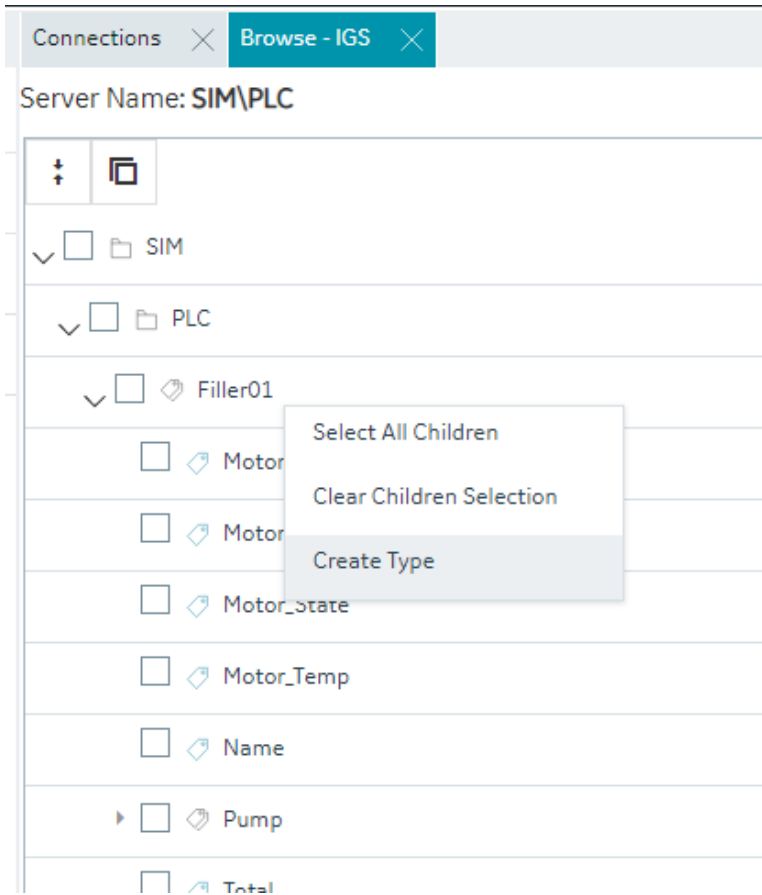 Connections
Browse - IGS
Server Name: SIM\PLC
SIM
PLC
Filler01
Select All Children
Motor
Clear Children Selection
Motor
Create Type
Motor_State
Motor_Temp
Name
Pump
Total